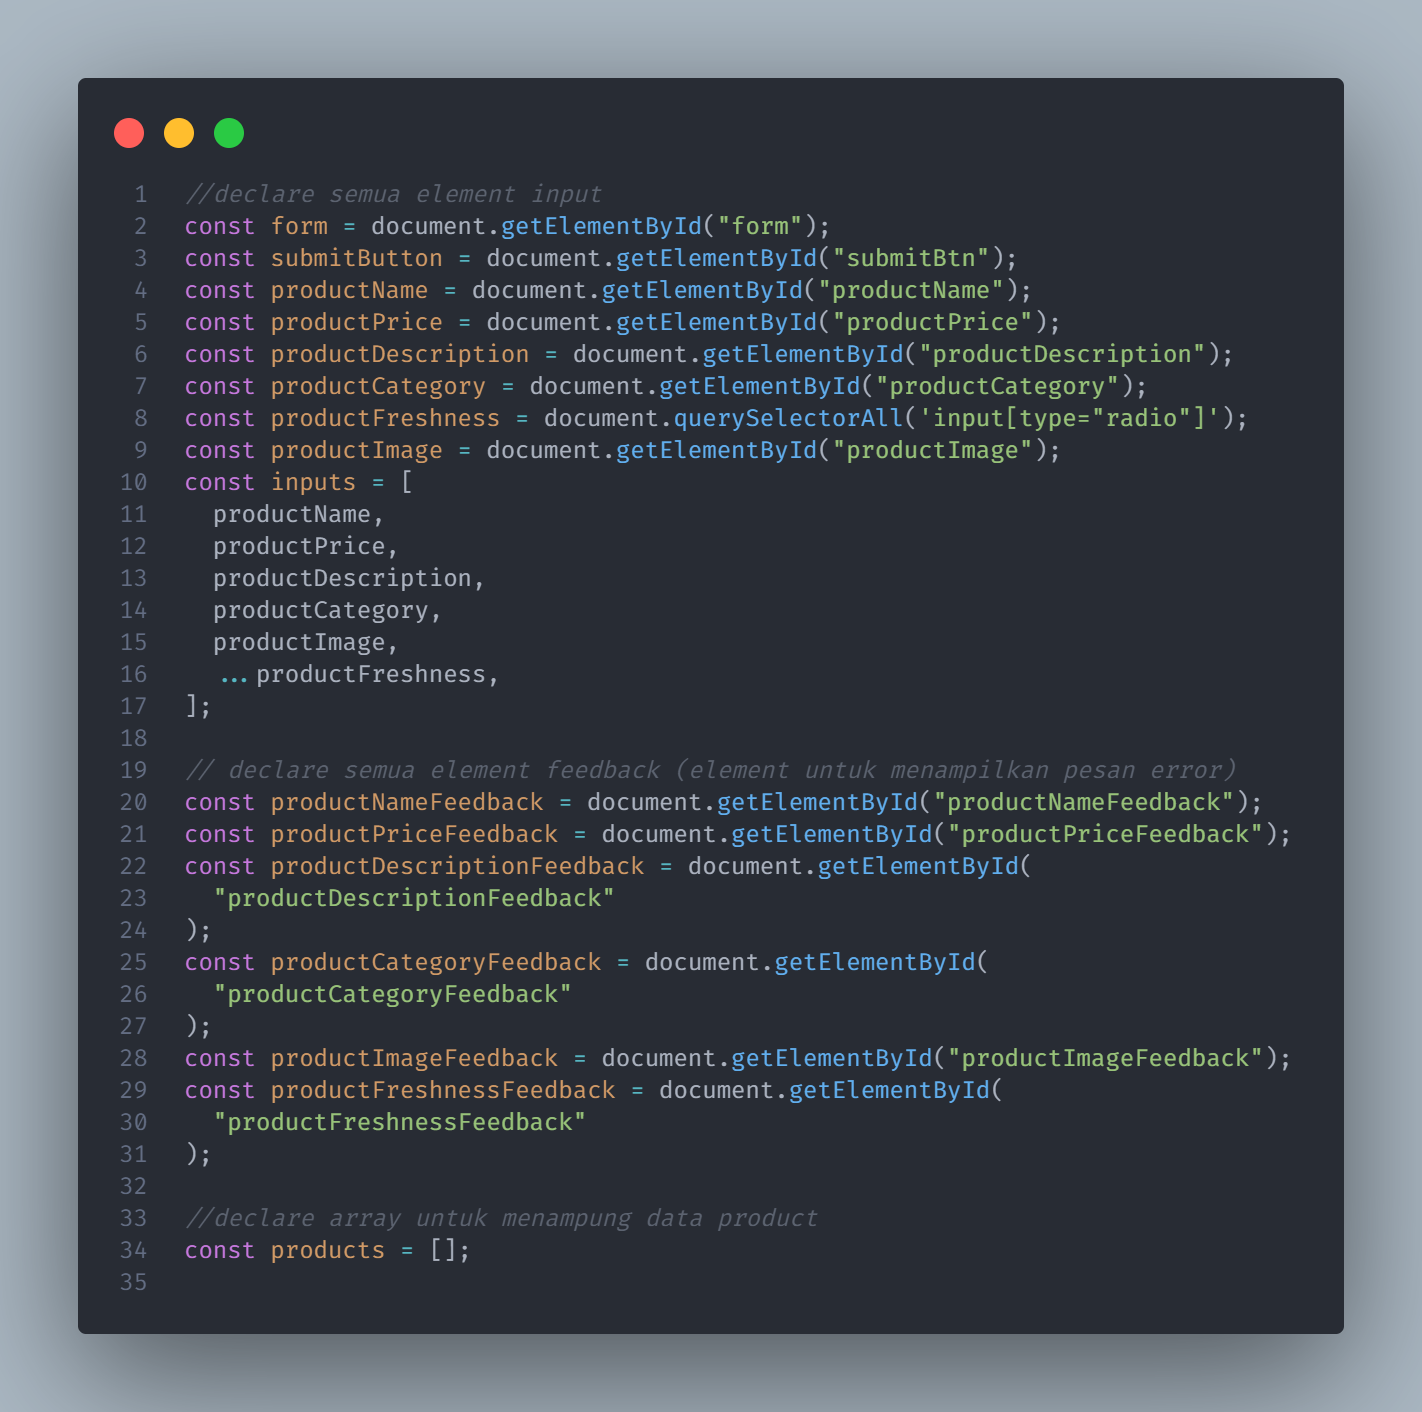 1 //declare semua element input
2 const form = document.getElementById("form");
3 const submitButton = document.getElementById("submitBtn");
4 const productName = document.getElementById("productName");
5 const productPrice = document.getElementById("productPrice");
6 const productDescription = document.getElementById("productDescription");
7 const productCategory = document.getElementById("productCategory");
8 const productFreshness = document.querySelectorAll('input[type="radio"]');
9 const productImage = document.getElementById("productImage");
10 const inputs = [
11   productName,
12   productPrice,
13   productDescription,
14   productCategory,
15   productImage,
16   ...productFreshness,
17 ];
18
19 // declare semua element feedback (element untuk menampilkan pesan error)
20 const productNameFeedback = document.getElementById("productNameFeedback");
21 const productPriceFeedback = document.getElementById("productPriceFeedback");
22 const productDescriptionFeedback = document.getElementById(
23   "productDescriptionFeedback"
24 );
25 const productCategoryFeedback = document.getElementById(
26   "productCategoryFeedback"
27 );
28 const productImageFeedback = document.getElementById("productImageFeedback");
29 const productFreshnessFeedback = document.getElementById(
30   "productFreshnessFeedback"
31 );
32
33 //declare array untuk menampung data product
34 const products = [];
35